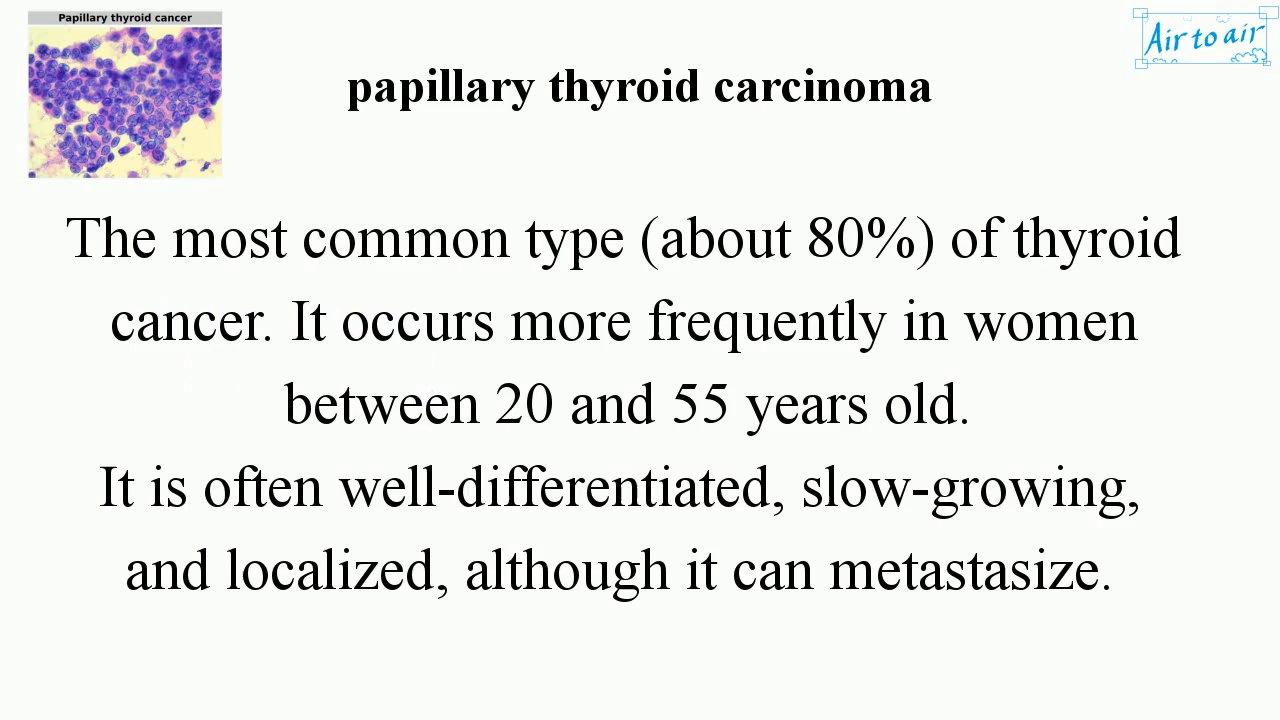 Papillary thyroid cancer
Air to air
papillary thyroid carcinoma
The most common type (about 80%) of thyroid
cancer. It occurs more frequently in women
between 20 and 55 years old.
It is often well-differentiated, slow-growing,
and localized, although it can metastasize.